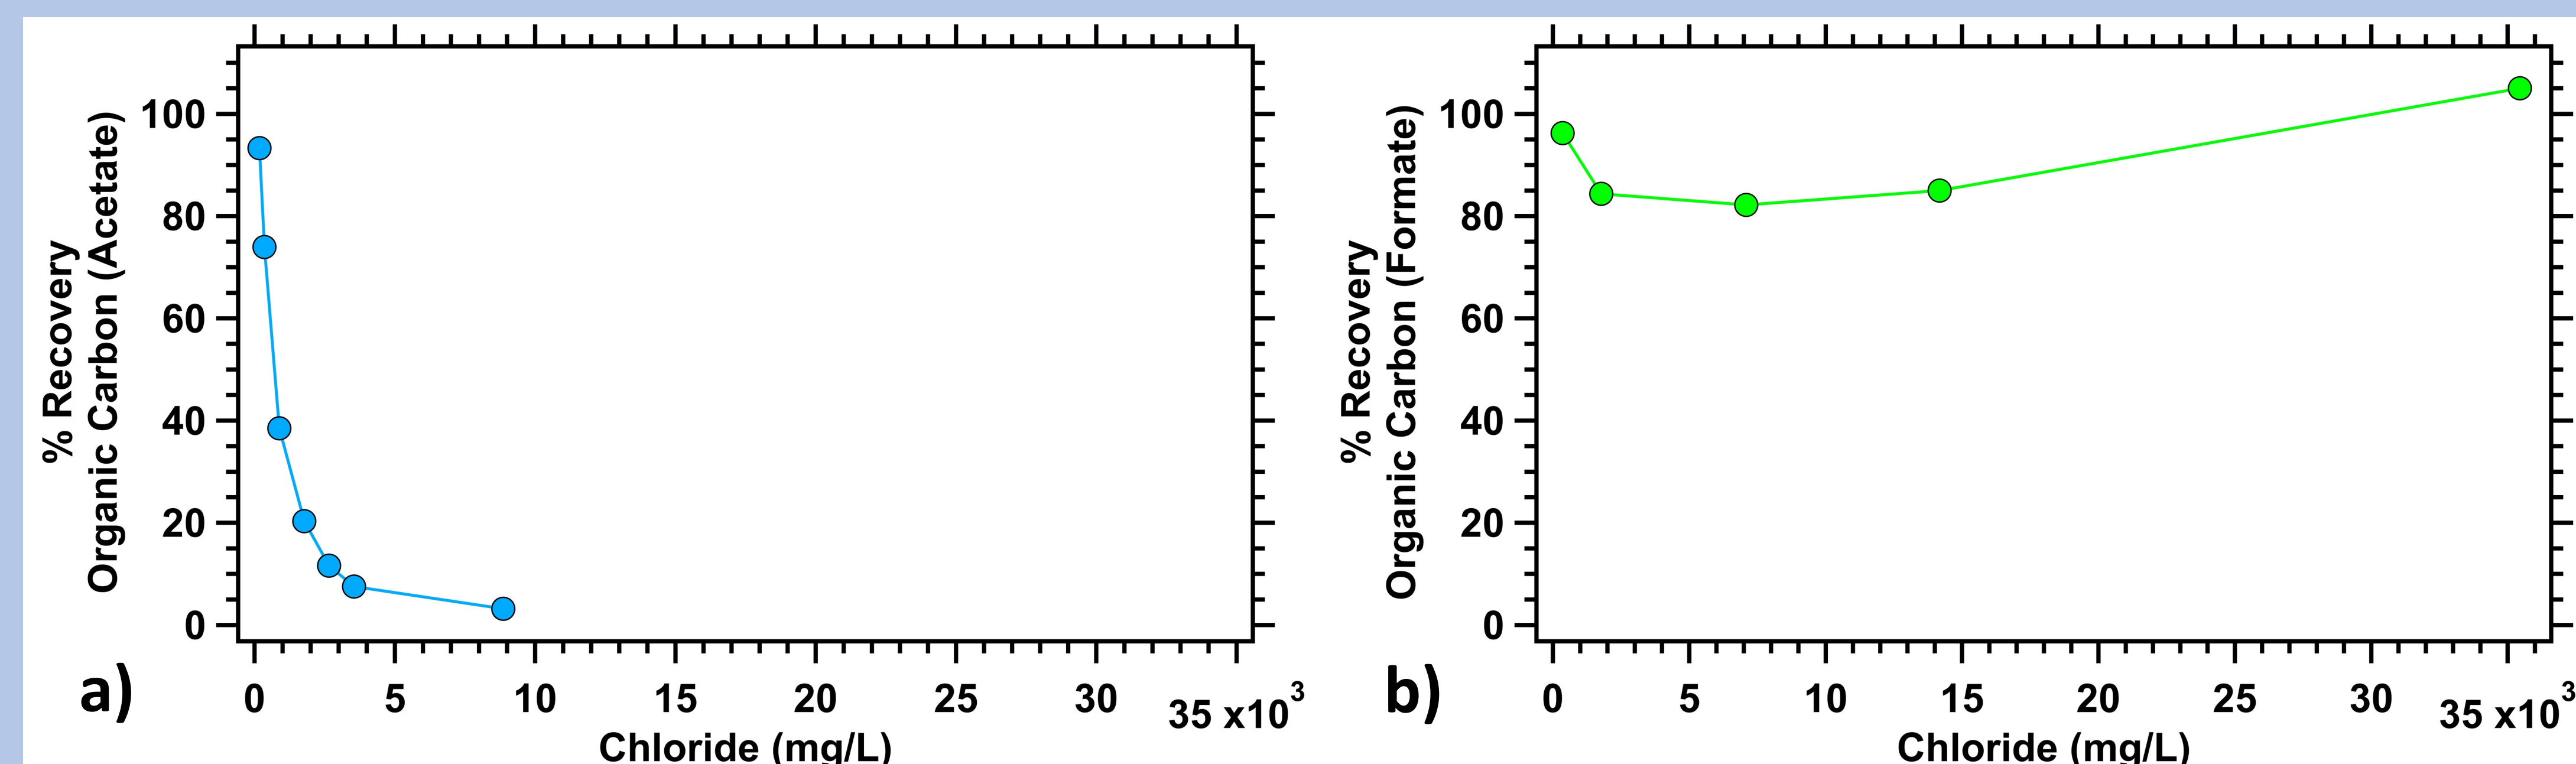 % Recovery
Organic Carbon (Acetate)
100
80
60
40
20
0
0 5 10 15 20 25 30 35 x10³
Chloride (mg/L)
a)
% Recovery
Organic Carbon (Formate)
100
80
60
40
20
0
0 5 10 15 20 25 30 35 x10³
Chloride (mg/L)
b)